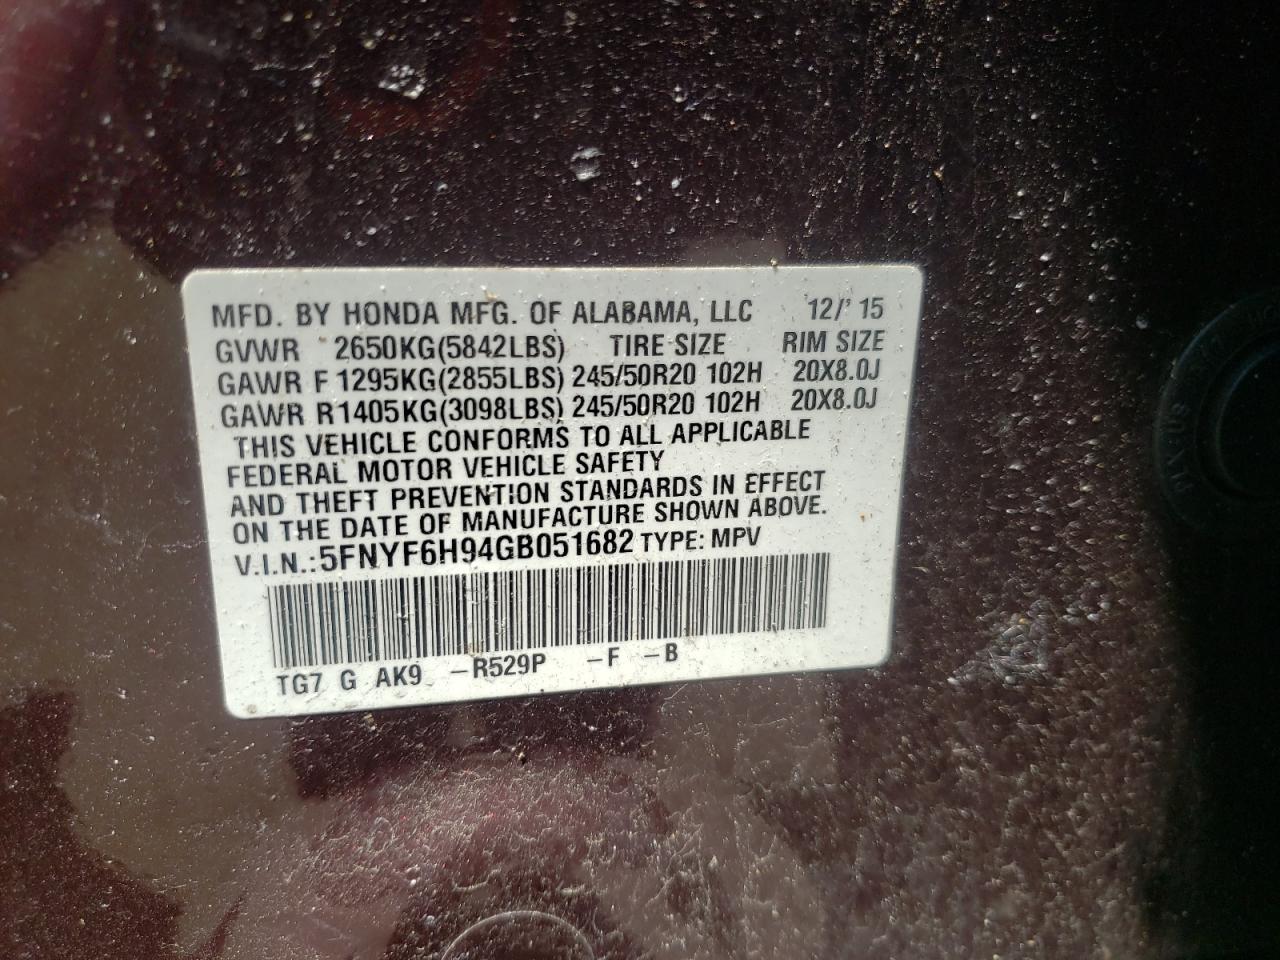 MFD. BY HONDA MFG. OF ALABAMA, LLC 12/'15
GVWR 2650KG(5842LBS) TIRE SIZE RIM SIZE
GAWR F 1295KG(2855LBS) 245/50R20 102H 20X8.0J
GAWR R1405KG(3098LBS) 245/50R20 102H 20X8.0J
THIS VEHICLE CONFORMS TO ALL APPLICABLE
FEDERAL MOTOR VEHICLE SAFETY
AND THEFT PREVENTION STANDARDS IN EFFECT
ON THE DATE OF MANUFACTURE SHOWN ABOVE.
V.I.N.:5FNYF6H94GB051682 TYPE: MPV
TG7 G AK9 -R529P -F -B